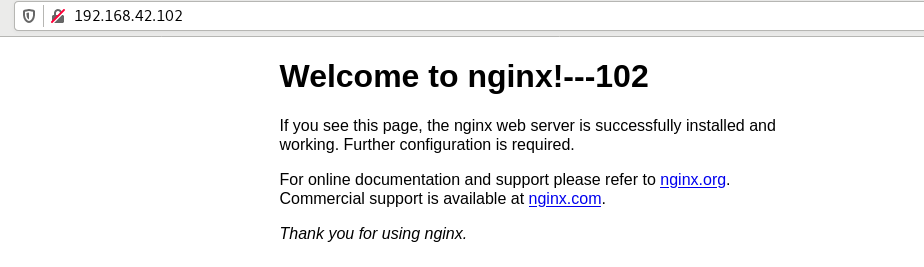 192.168.42.102
Welcome to nginx!---102
If you see this page, the nginx web server is successfully installed and
working. Further configuration is required.
For online documentation and support please refer to nginx.org.
Commercial support is available at nginx.com.
Thank you for using nginx.